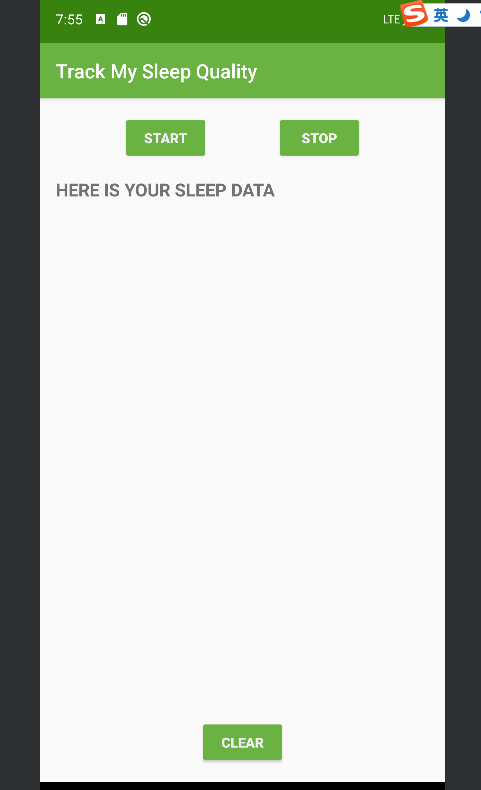 7:55 A LTE 英
Track My Sleep Quality
START STOP
HERE IS YOUR SLEEP DATA
CLEAR